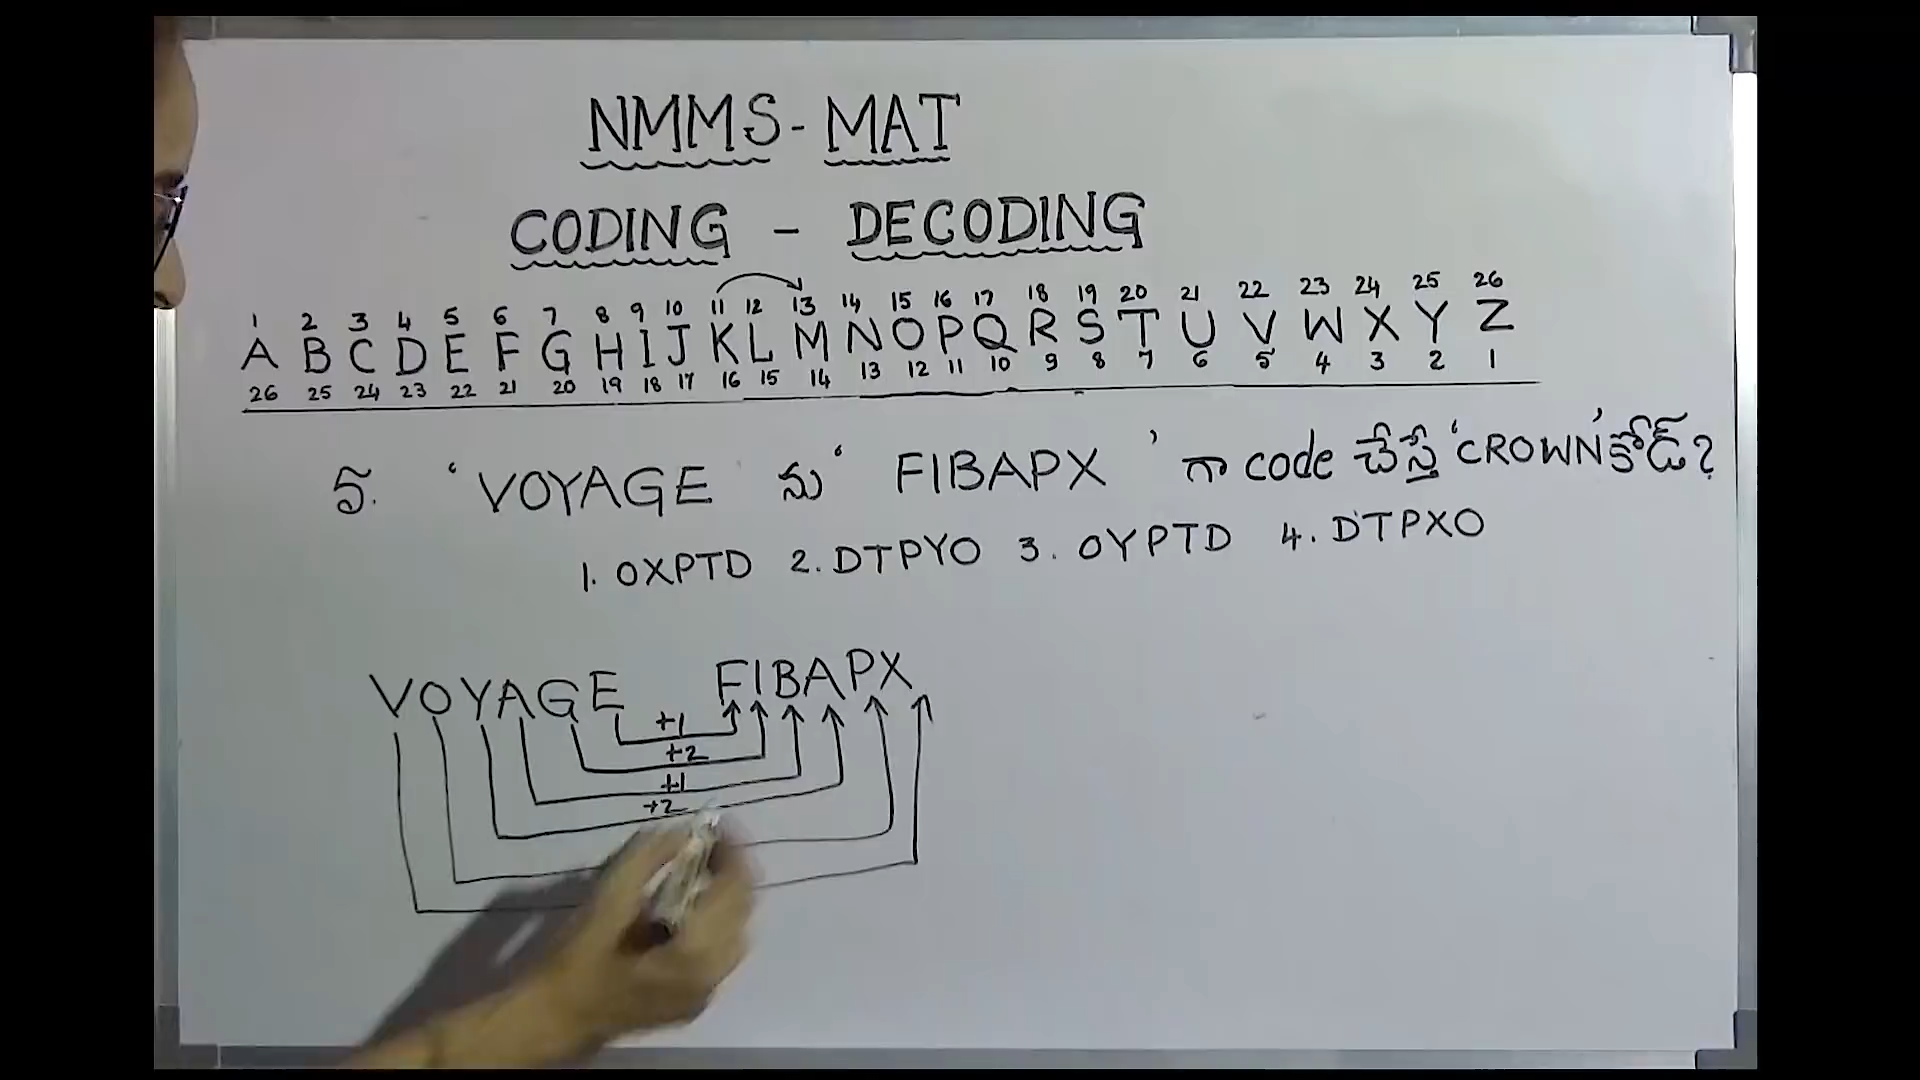 NMMS - MAT
CODING - DECODING
1 2 3 4 5 6 7 8 9 10 11 12 13 14 15 16 17 18 19 20 21 22 23 24 25 26
A B C D E F G H I J K L M N O P Q R S T U V W X Y Z
26 25 24 23 22 21 20 19 18 17 16 15 14 13 12 11 10 9 8 7 6 5 4 3 2 1
5. 'VOYAGE ను ' FIBAPX ' గా code చేస్తే 'CROWN' కోడ్?
1. OXPTD 2. DTPYO 3. OYPTD 4. DTPXO
VOYAGE FIBAPX
+1
+2
+1
+2